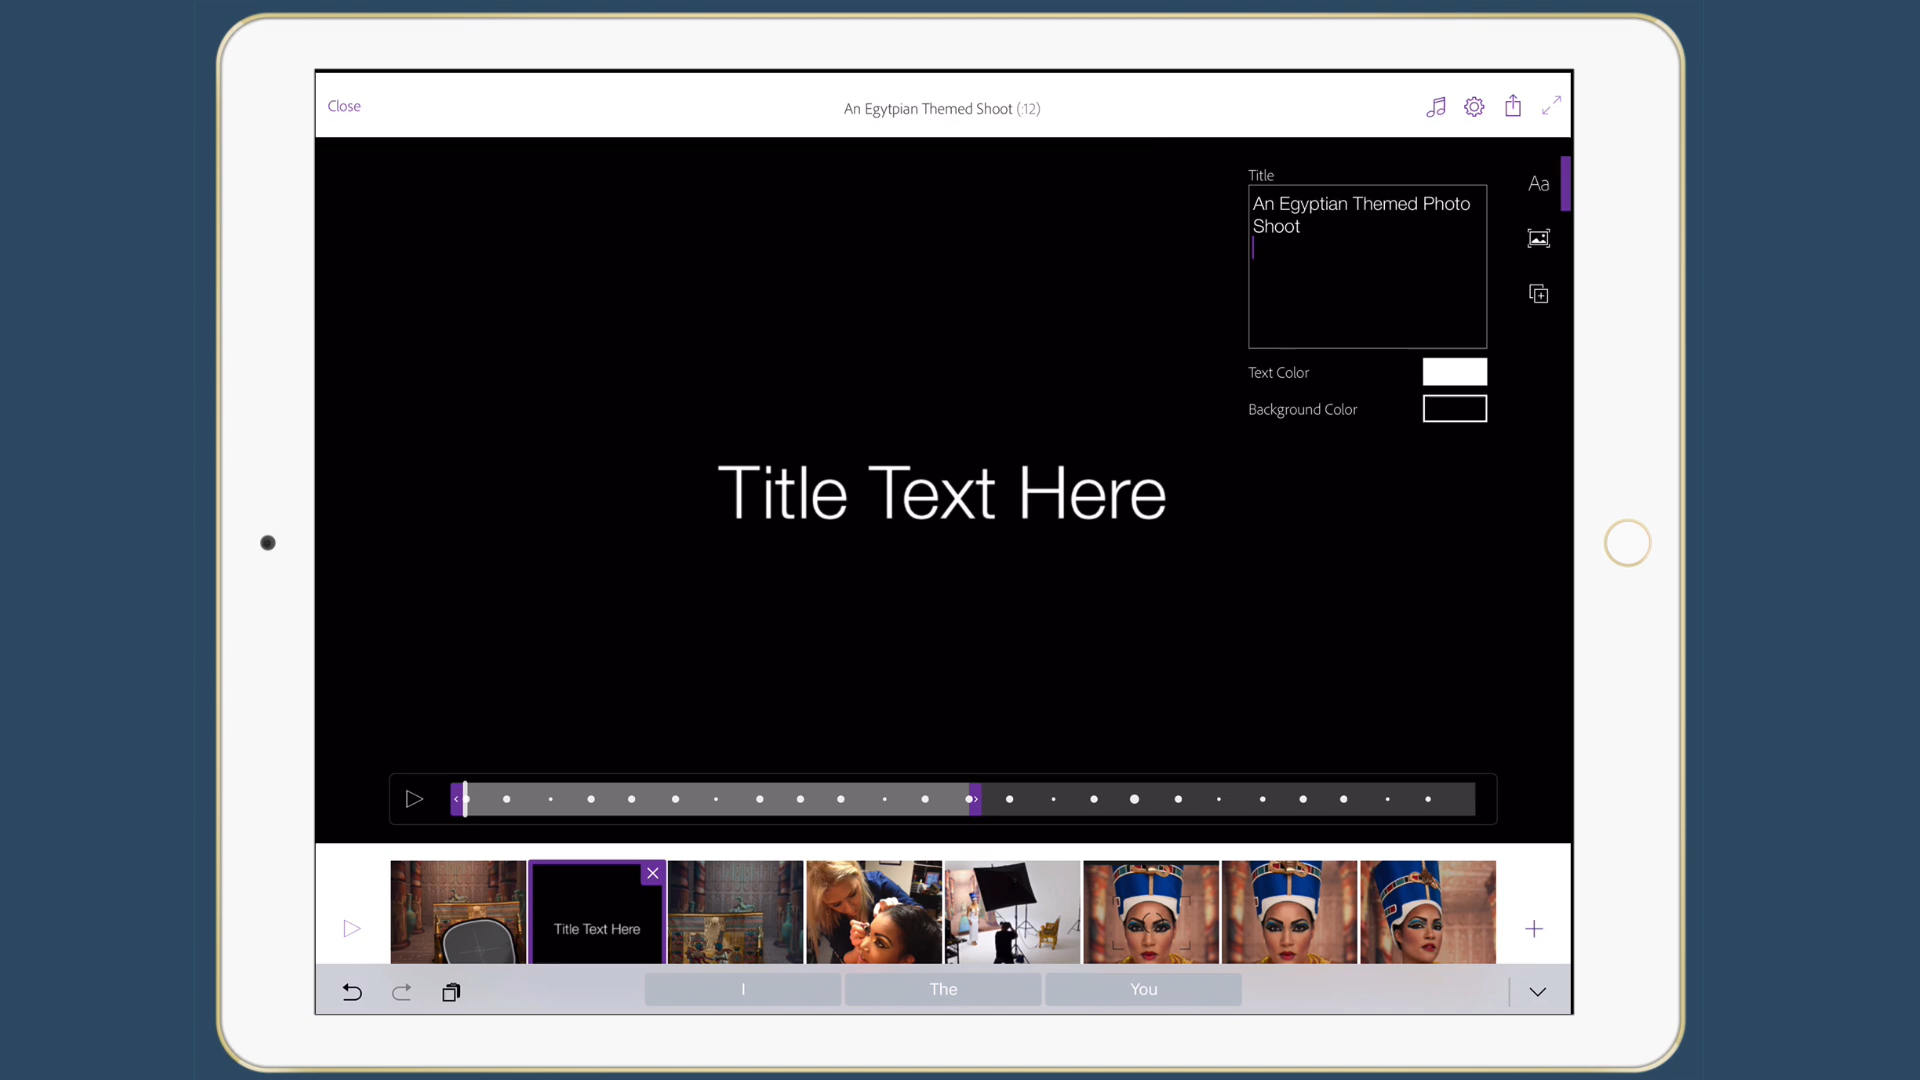 Close
An Egytpian Themed Shoot (:12)
Title
Aa
An Egyptian Themed Photo
Shoot
Text Color
Background Color
Title Text Here
Title Text Here
I
The
You